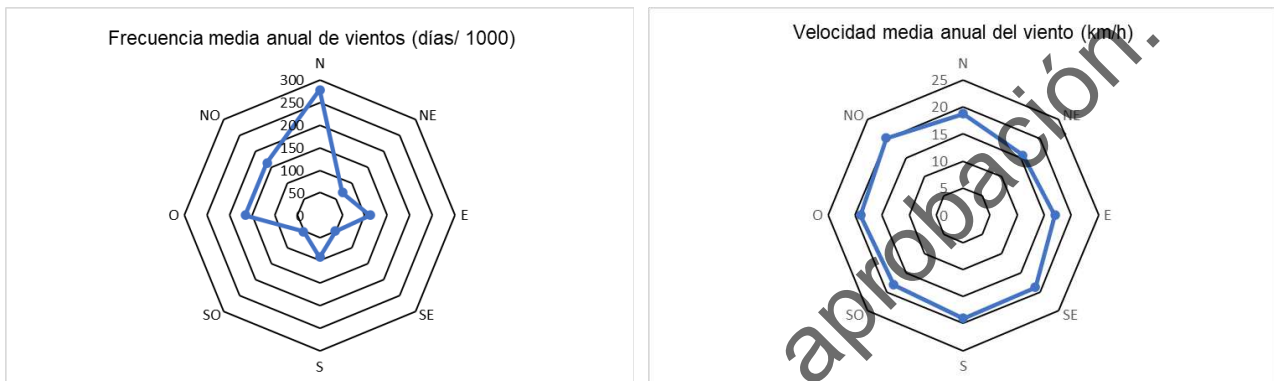 Frecuencia media anual de vientos (días/ 1000)
N
NE
E
SE
S
SO
O
NO
300
250
200
150
100
50
0
Velocidad media anual del viento (km/h)
N
NE
E
SE
S
SO
O
NO
25
20
15
10
5
0
aprobación.